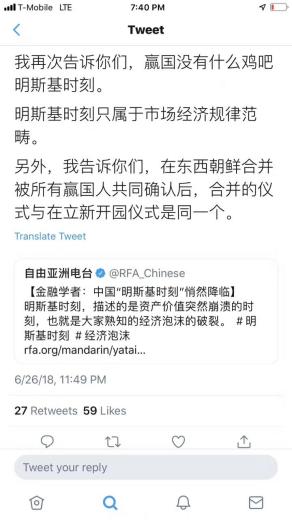 T-Mobile LTE 7:40 PM
Tweet
我再次告诉你们，赢国没有什么鸡吧
明斯基时刻。
明斯基时刻只属于市场经济规律范
畴。
另外，我告诉你们，在东西朝鲜合并
被所有赢国人共同确认后，合并的仪
式与在立新开园仪式是同一个。
Translate Tweet
自由亚洲电台 @RFA_Chinese
【金融学者：中国“明斯基时刻”悄然降临】
明斯基时刻，描述的是资产价值突然崩溃的时
刻，也就是大家熟知的经济泡沫的破裂。 #明
斯基时刻 #经济泡沫
rfa.org/mandarin/yatai...
6/26/18, 11:49 PM
27 Retweets 59 Likes
Tweet your reply